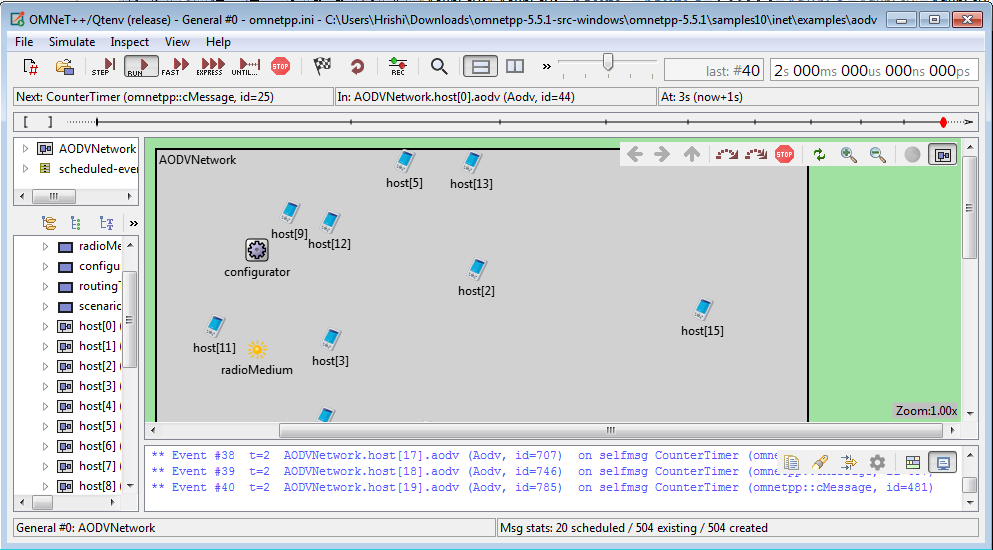 OMNeT++/Qtenv (release) - General #0 - omnetpp.ini - C:\Users\Hrishi\Downloads\omnetpp-5.5.1-src-windows\omnetpp-5.5.1\samples10\inet\examples\aodv
File Simulate Inspect View Help
STEP RUN FAST EXPRESS UNTIL... STOP REC » last: #40 2s 000ms 000us 000ns 000ps
Next: CounterTimer (omnetpp::cMessage, id=25) In: AODVNetwork.host[0].aodv (Aodv, id=44) At: 3s (now+1s)
[ ]
AODVNetwork
scheduled-eve
»
radioMe
configu
routing
scenaric
host[0] (
host[1] (
host[2] (
host[3] (
host[4] (
host[5] (
host[6] (
host[7] (
host[8] (
AODVNetwork
STOP
host[5]
host[13]
host[9]
host[12]
configurator
host[2]
host[15]
host[11]
host[3]
radioMedium
Zoom:1.00x
** Event #38 t=2 AODVNetwork.host[17].aodv (Aodv, id=707) on selfmsg CounterTimer (omne
** Event #39 t=2 AODVNetwork.host[18].aodv (Aodv, id=746) on selfmsg CounterTimer (omne
** Event #40 t=2 AODVNetwork.host[19].aodv (Aodv, id=785) on selfmsg CounterTimer (omnetpp::cMessage, id=481)
General #0: AODVNetwork
Msg stats: 20 scheduled / 504 existing / 504 created